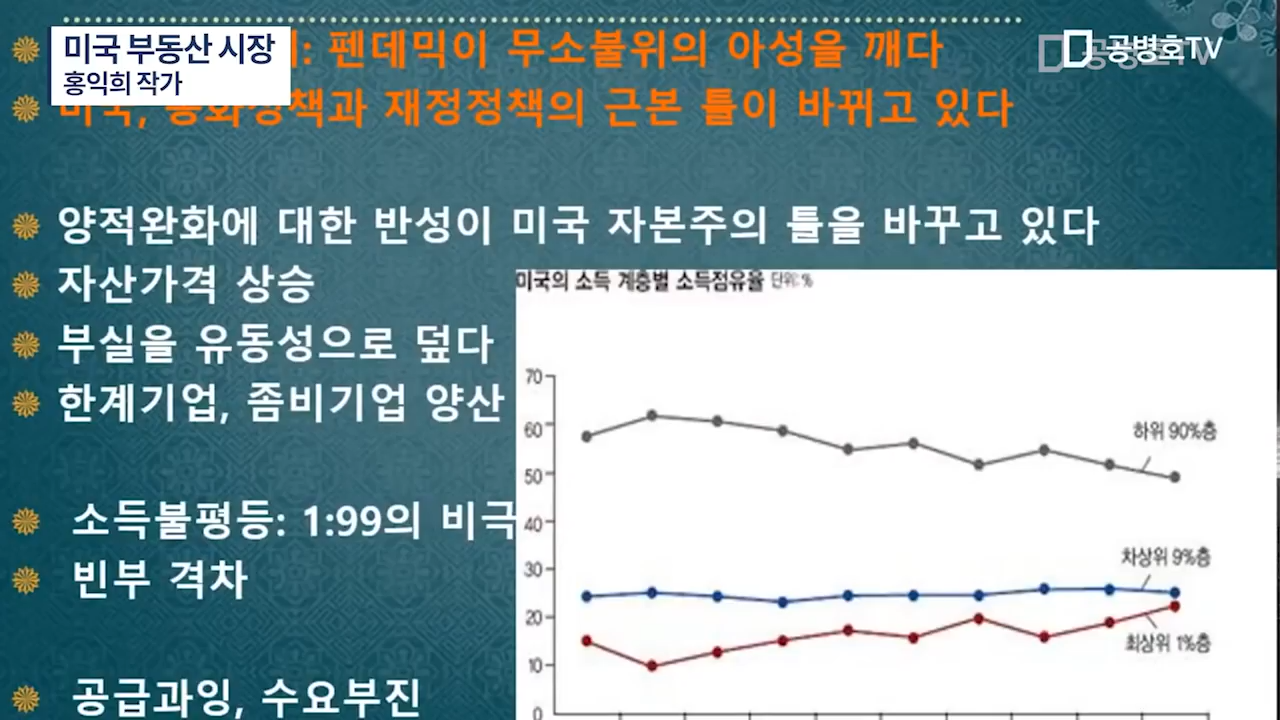 미국 부동산 시장
홍익희 작가
공병호TV
: 펜데믹이 무소불위의 아성을 깨다
미국, 통화정책과 재정정책의 근본 틀이 바뀌고 있다
양적완화에 대한 반성이 미국 자본주의 틀을 바꾸고 있다
자산가격 상승
부실을 유동성으로 덮다
한계기업, 좀비기업 양산
소득불평등: 1:99의 비극
빈부 격차
공급과잉, 수요부진
미국의 소득 계층별 소득점유율 단위: %
70
60
50
40
30
20
10
0
하위 90%층
차상위 9%층
최상위 1%층